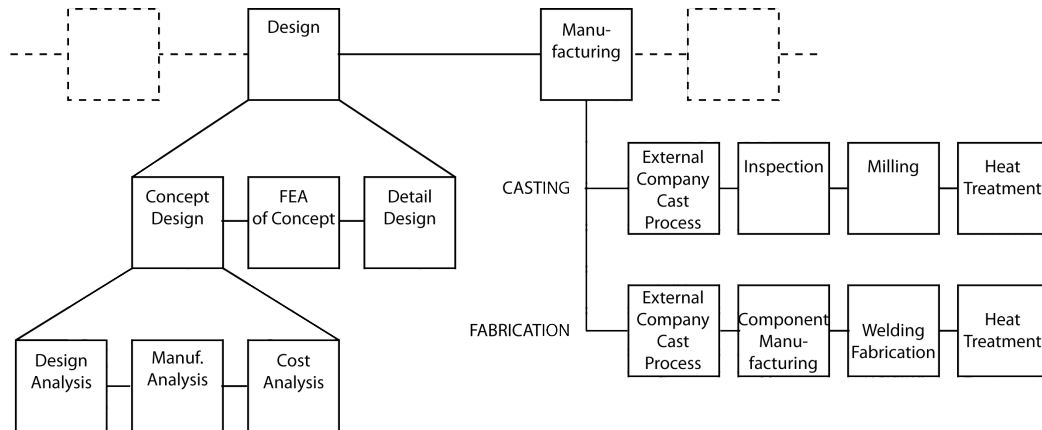 Design
Manu-
facturing
External
Company
Cast
Process
Inspection
Milling
Heat
Treatment
CASTING
Concept
Design
FEA
of Concept
Detail
Design
External
Company
Cast
Process
Component
Manu-
facturing
Welding
Fabrication
Heat
Treatment
FABRICATION
Design
Analysis
Manuf.
Analysis
Cost
Analysis